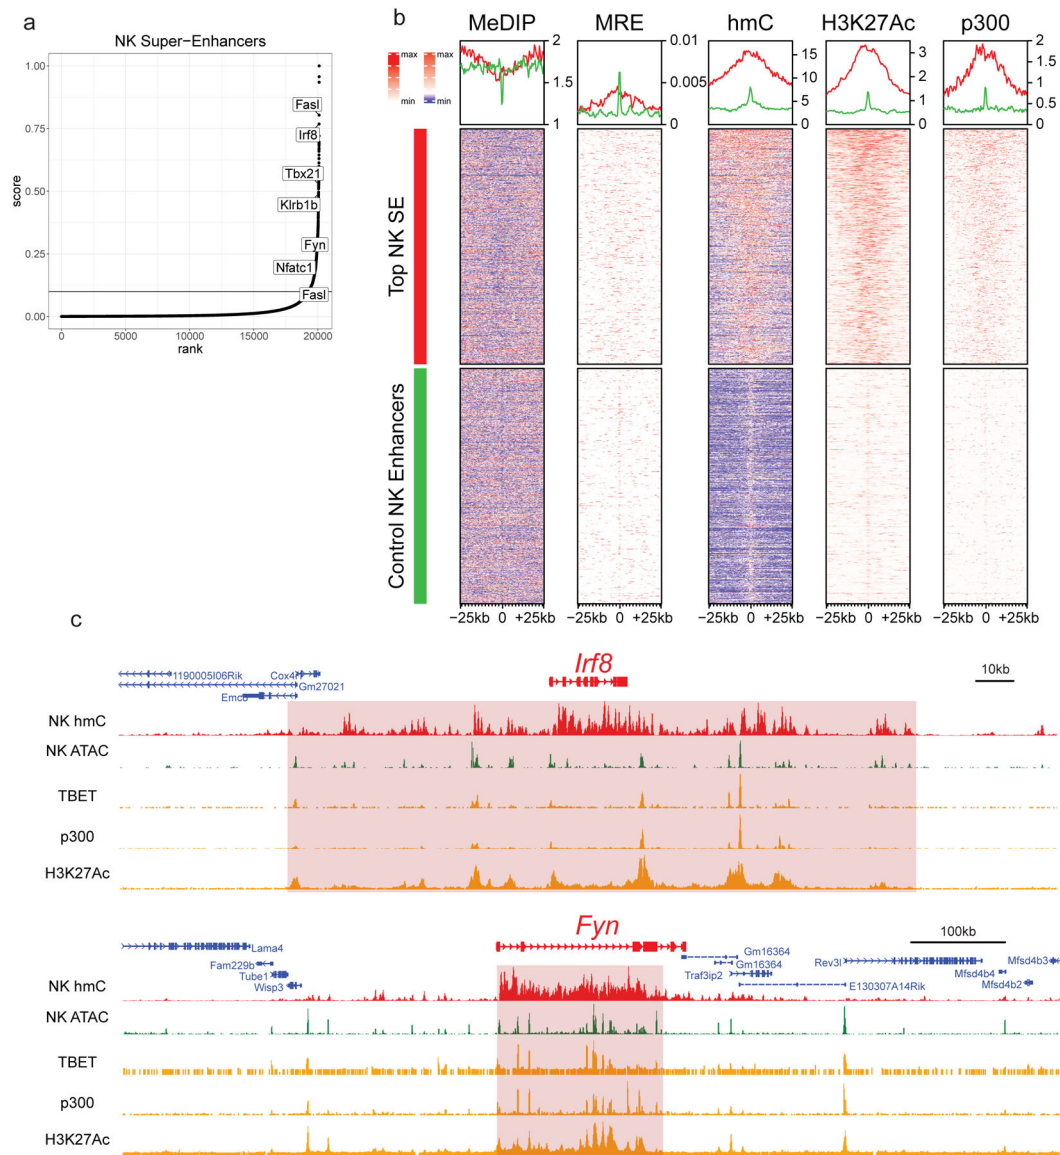 a
NK Super-Enhancers
1.00
0.75
0.50
0.25
0.00
score
Fasl
Irf8
Tbx21
Klrb1b
Fyn
Nfatc1
Fasl
0
5000
10000
15000
20000
rank
b
MeDIP
MRE
hmC
H3K27Ac
p300
max
max
min
min
2
1.5
1
0.01
0.005
0
15
10
5
0
3
2
1
0
2
1.5
1
0.5
0
Top NK SE
Control NK Enhancers
−25kb 0 +25kb
−25kb 0 +25kb
−25kb 0 +25kb
−25kb 0 +25kb
−25kb 0 +25kb
c
Irf8
10kb
1190005I06Rik
Gm27021
NK hmC
NK ATAC
TBET
p300
H3K27Ac
Fyn
100kb
Lama4
Fam229b
Tube1
Wisp3
Gm16364
Gm16364
Traf3ip2
E130307A14Rik
Rev3l
Mfsd4b3
Mfsd4b4
Mfsd4b2
NK hmC
NK ATAC
TBET
p300
H3K27Ac